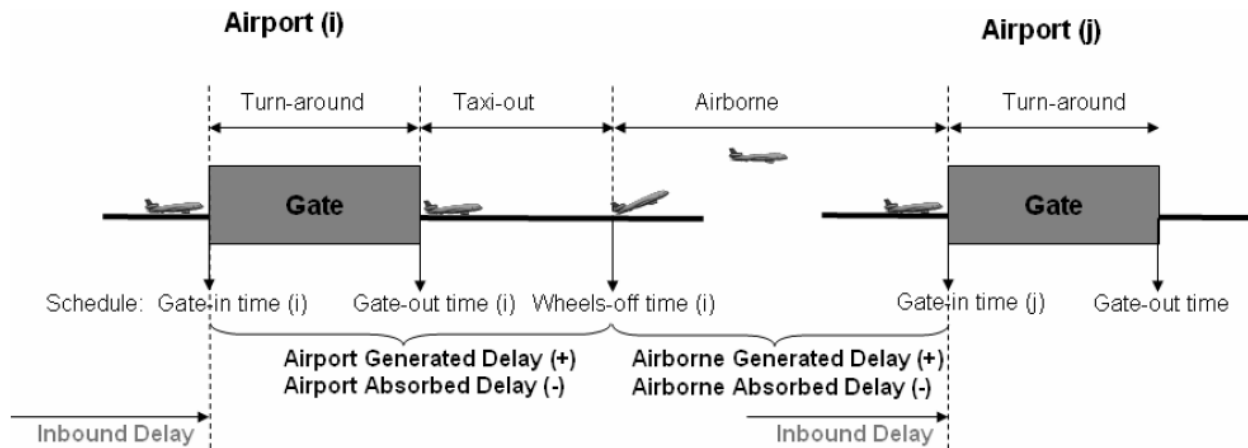 Airport (i)
Airport (j)
Turn-around
Taxi-out
Airborne
Turn-around
Gate
Gate
Schedule: Gate-in time (i)
Gate-out time (i)
Wheels-off time (i)
Gate-in time (j)
Gate-out time
Airport Generated Delay (+)
Airport Absorbed Delay (-)
Airborne Generated Delay (+)
Airborne Absorbed Delay (-)
Inbound Delay
Inbound Delay